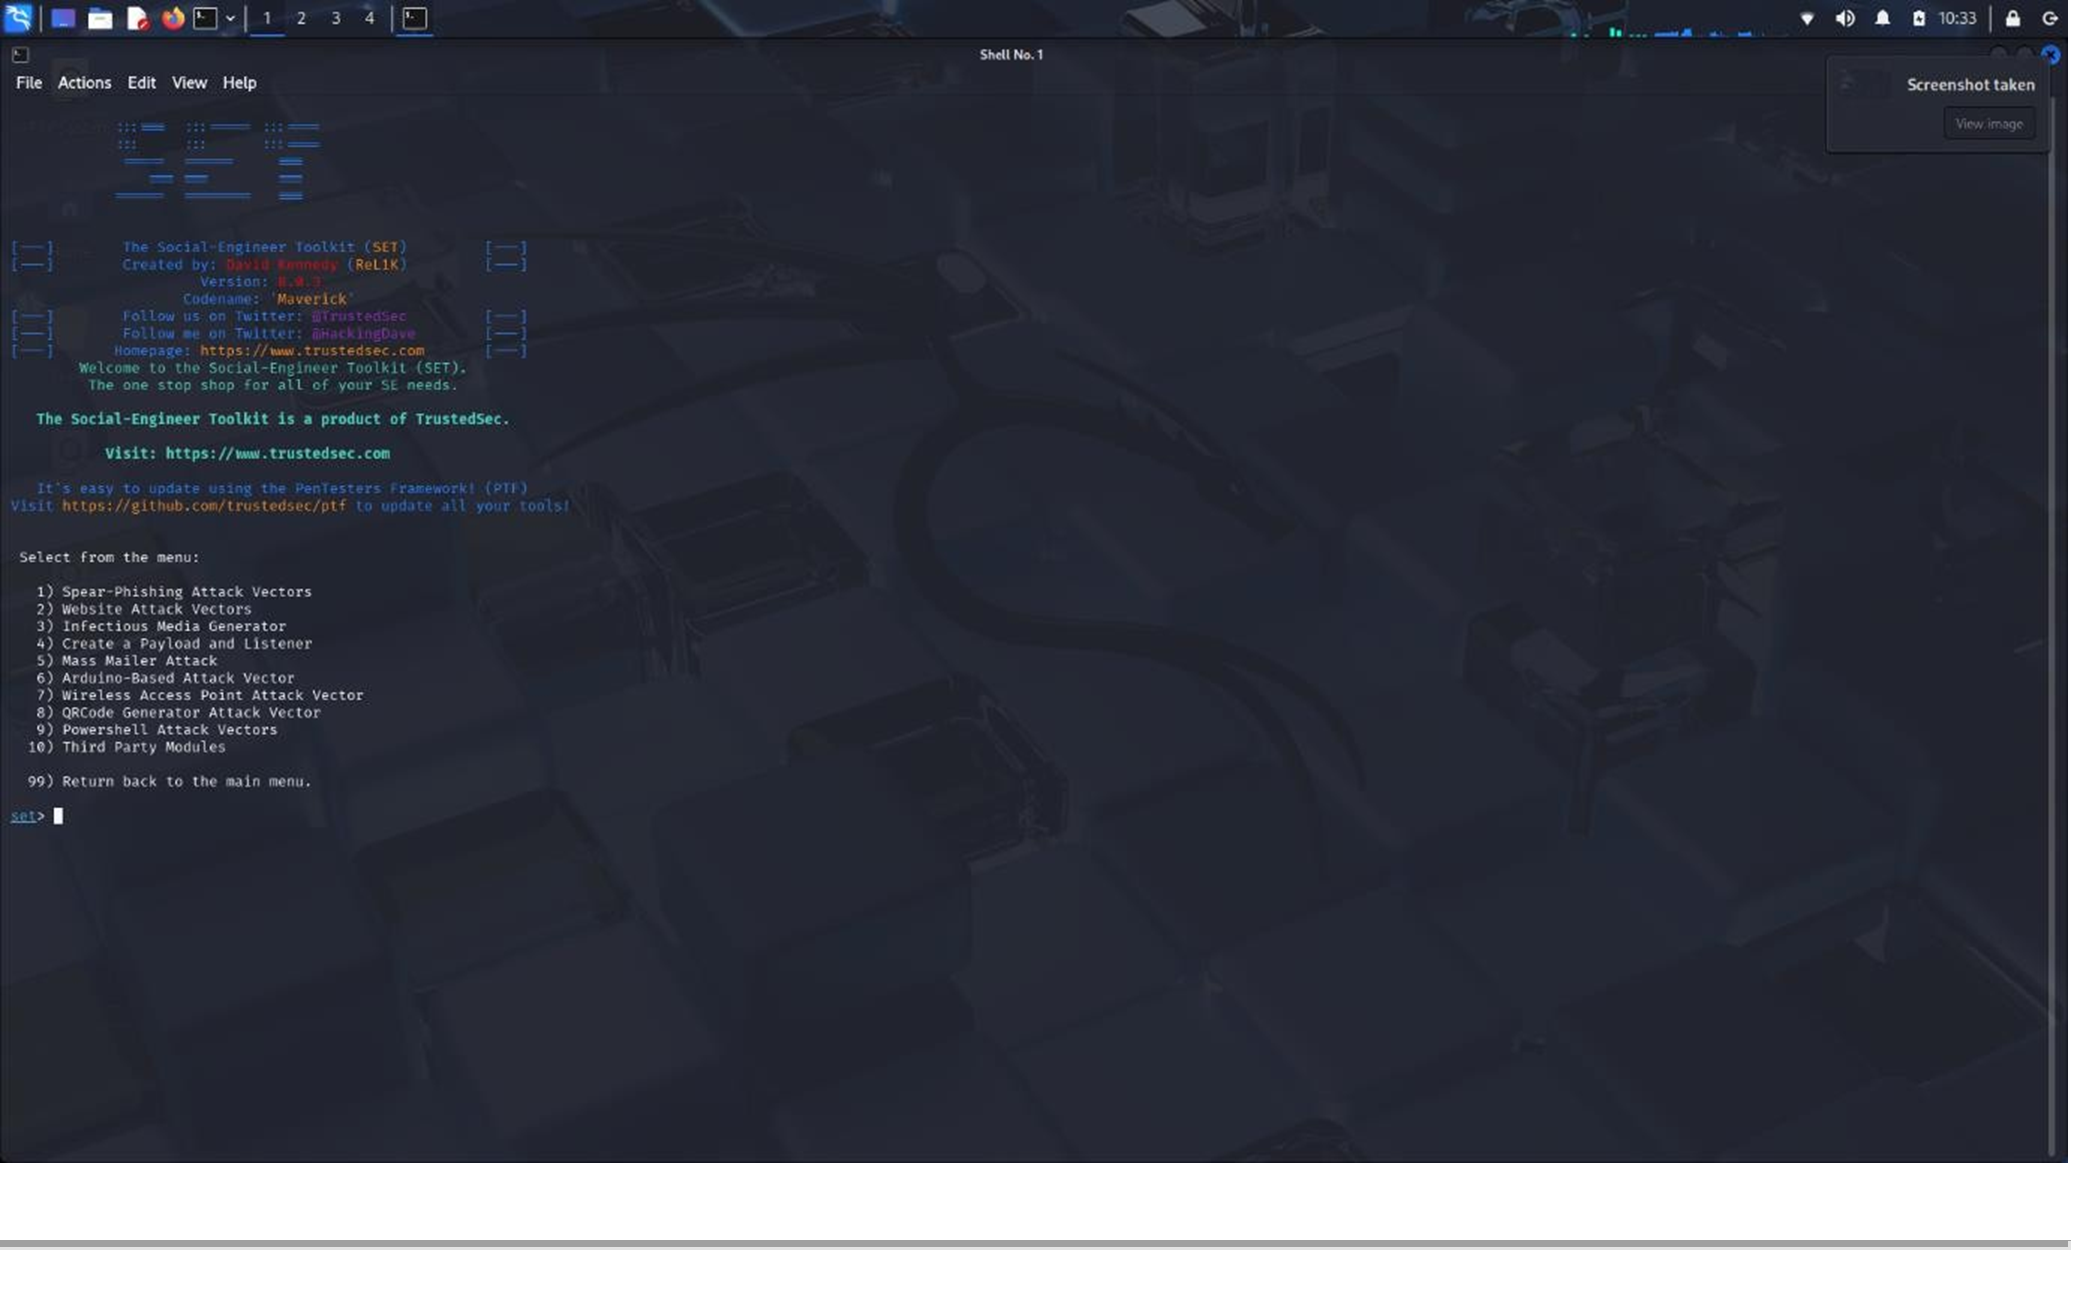 1 2 3 4
10:33
Shell No. 1
File Actions Edit View Help
Screenshot taken
View image
[---] The Social-Engineer Toolkit (SET) [---]
[---] Created by: David Kennedy (ReL1K) [---]
Version: 8.0.3
Codename: 'Maverick'
[---] Follow us on Twitter: @TrustedSec [---]
[---] Follow me on Twitter: @HackingDave [---]
[---] Homepage: https://www.trustedsec.com [---]
Welcome to the Social-Engineer Toolkit (SET).
The one stop shop for all of your SE needs.
The Social-Engineer Toolkit is a product of TrustedSec.
Visit: https://www.trustedsec.com
It's easy to update using the PenTesters Framework! (PTF)
Visit https://github.com/trustedsec/ptf to update all your tools!
Select from the menu:
1) Spear-Phishing Attack Vectors
2) Website Attack Vectors
3) Infectious Media Generator
4) Create a Payload and Listener
5) Mass Mailer Attack
6) Arduino-Based Attack Vector
7) Wireless Access Point Attack Vector
8) QRCode Generator Attack Vector
9) Powershell Attack Vectors
10) Third Party Modules
99) Return back to the main menu.
set>